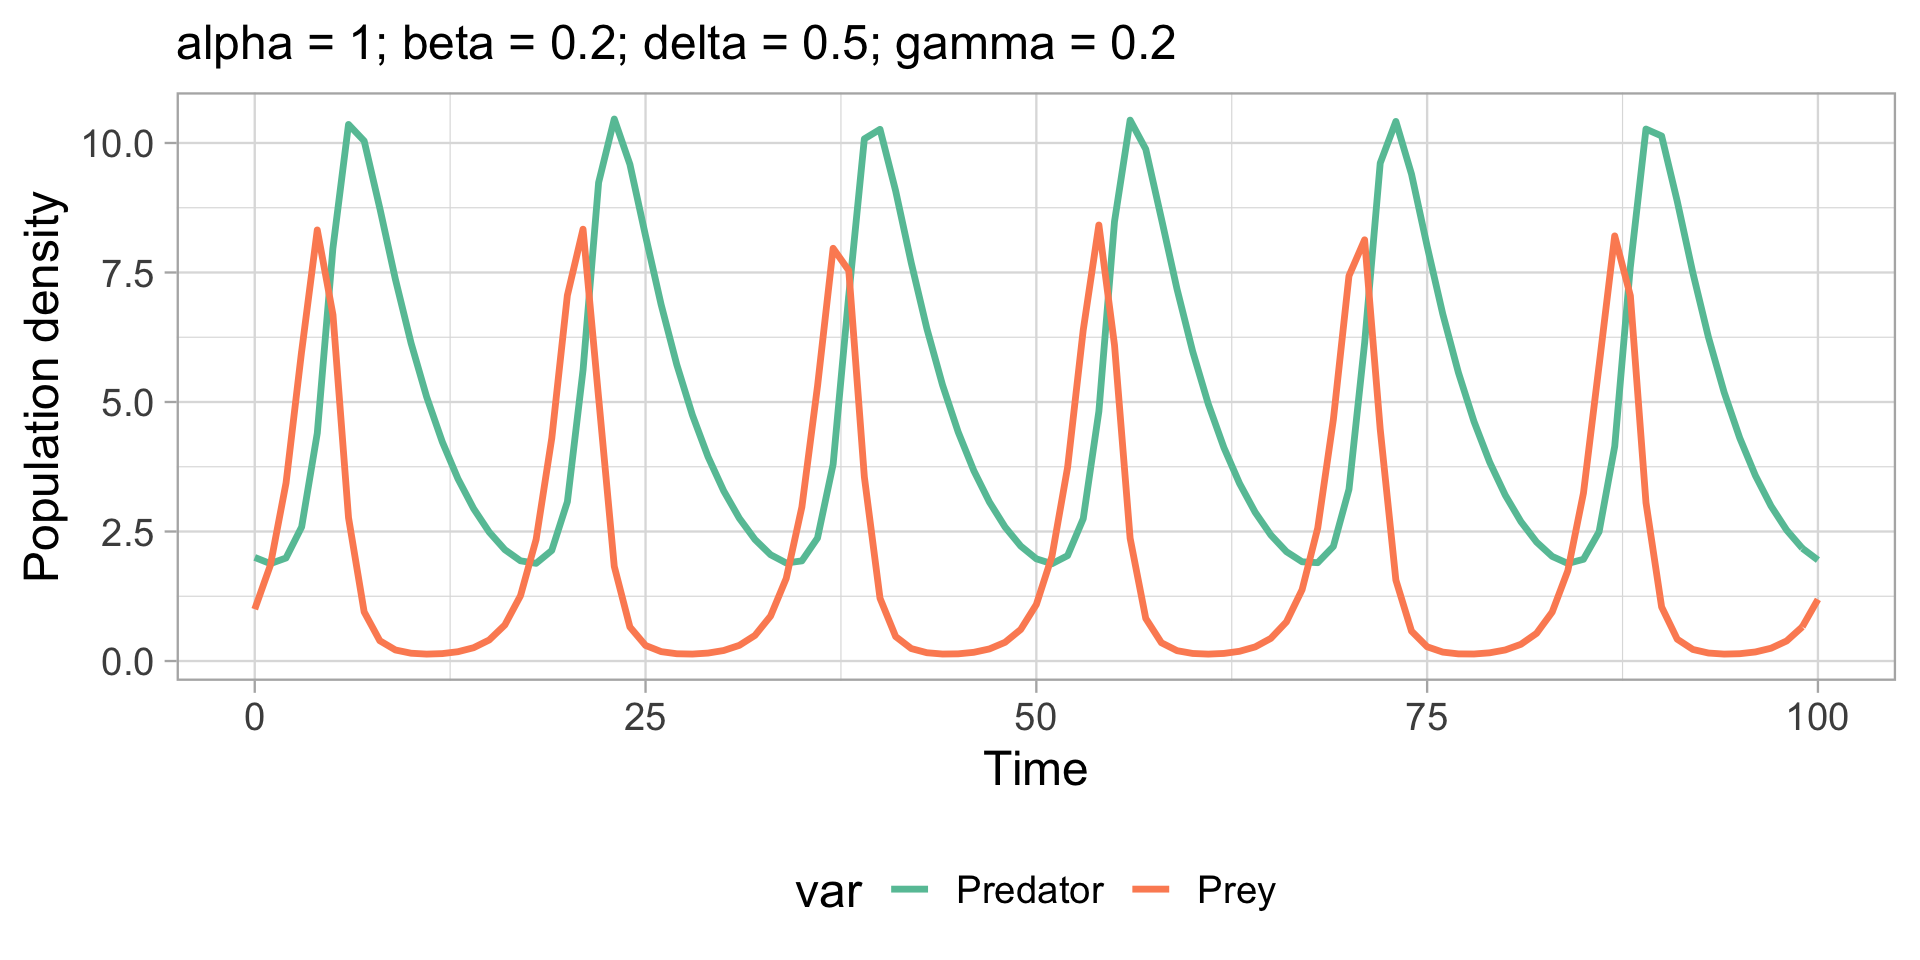 alpha = 1; beta = 0.2; delta = 0.5; gamma = 0.2
Population density
10.0
7.5
5.0
2.5
0.0
0 25 50 75 100
Time
var Predator Prey